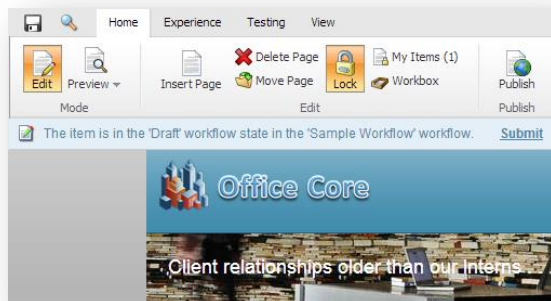 Home Experience Testing View
Delete Page My Items (1)
Edit Preview Insert Page Move Page Lock Workbox Publish
Mode Edit Publish
The item is in the 'Draft' workflow state in the 'Sample Workflow' workflow. Submit
Office Core
Client relationships older than our Interns...